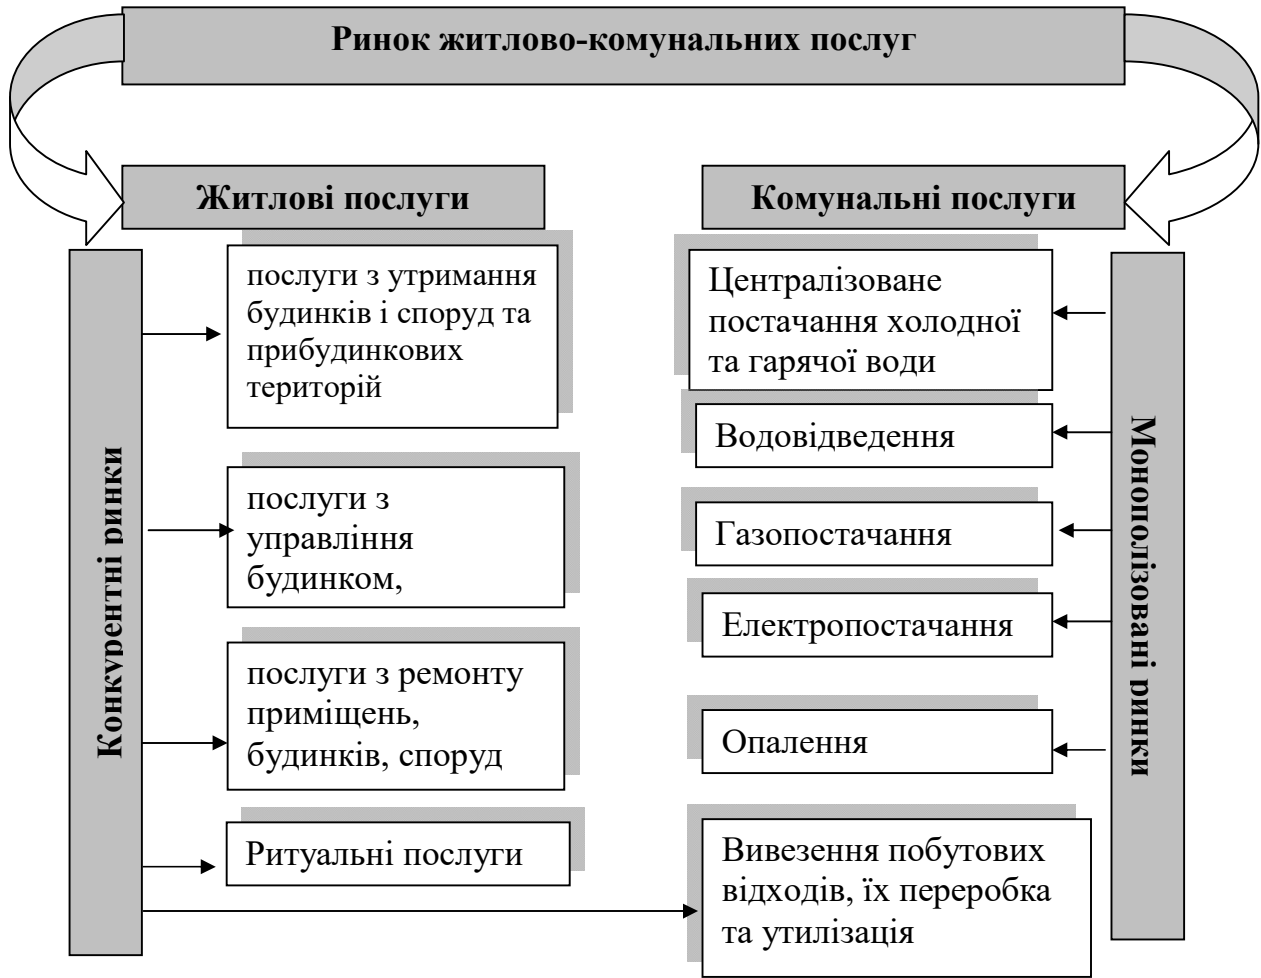 Ринок житлово-комунальних послуг
Житлові послуги
Комунальні послуги
Конкурентні ринки
послуги з утримання
будинків і споруд та
прибудинкових
територій
послуги з
управління
будинком,
послуги з ремонту
приміщень,
будинків, споруд
Ритуальні послуги
Централізоване
постачання холодної
та гарячої води
Водовідведення
Газопостачання
Електропостачання
Опалення
Вивезення побутових
відходів, їх переробка
та утилізація
Монополізовані ринки